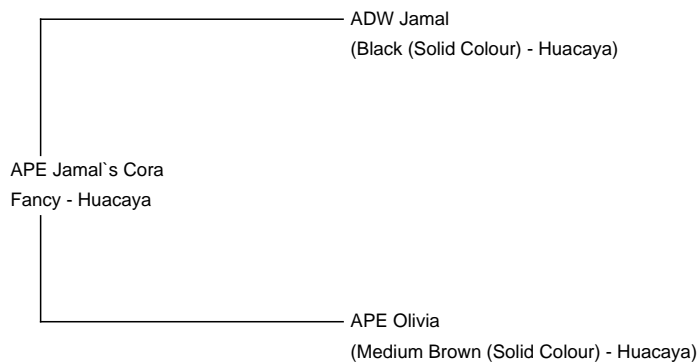 ADW Jamal
(Black (Solid Colour) - Huacaya)
APE Jamal`s Cora
Fancy - Huacaya
APE Olivia
(Medium Brown (Solid Colour) - Huacaya)